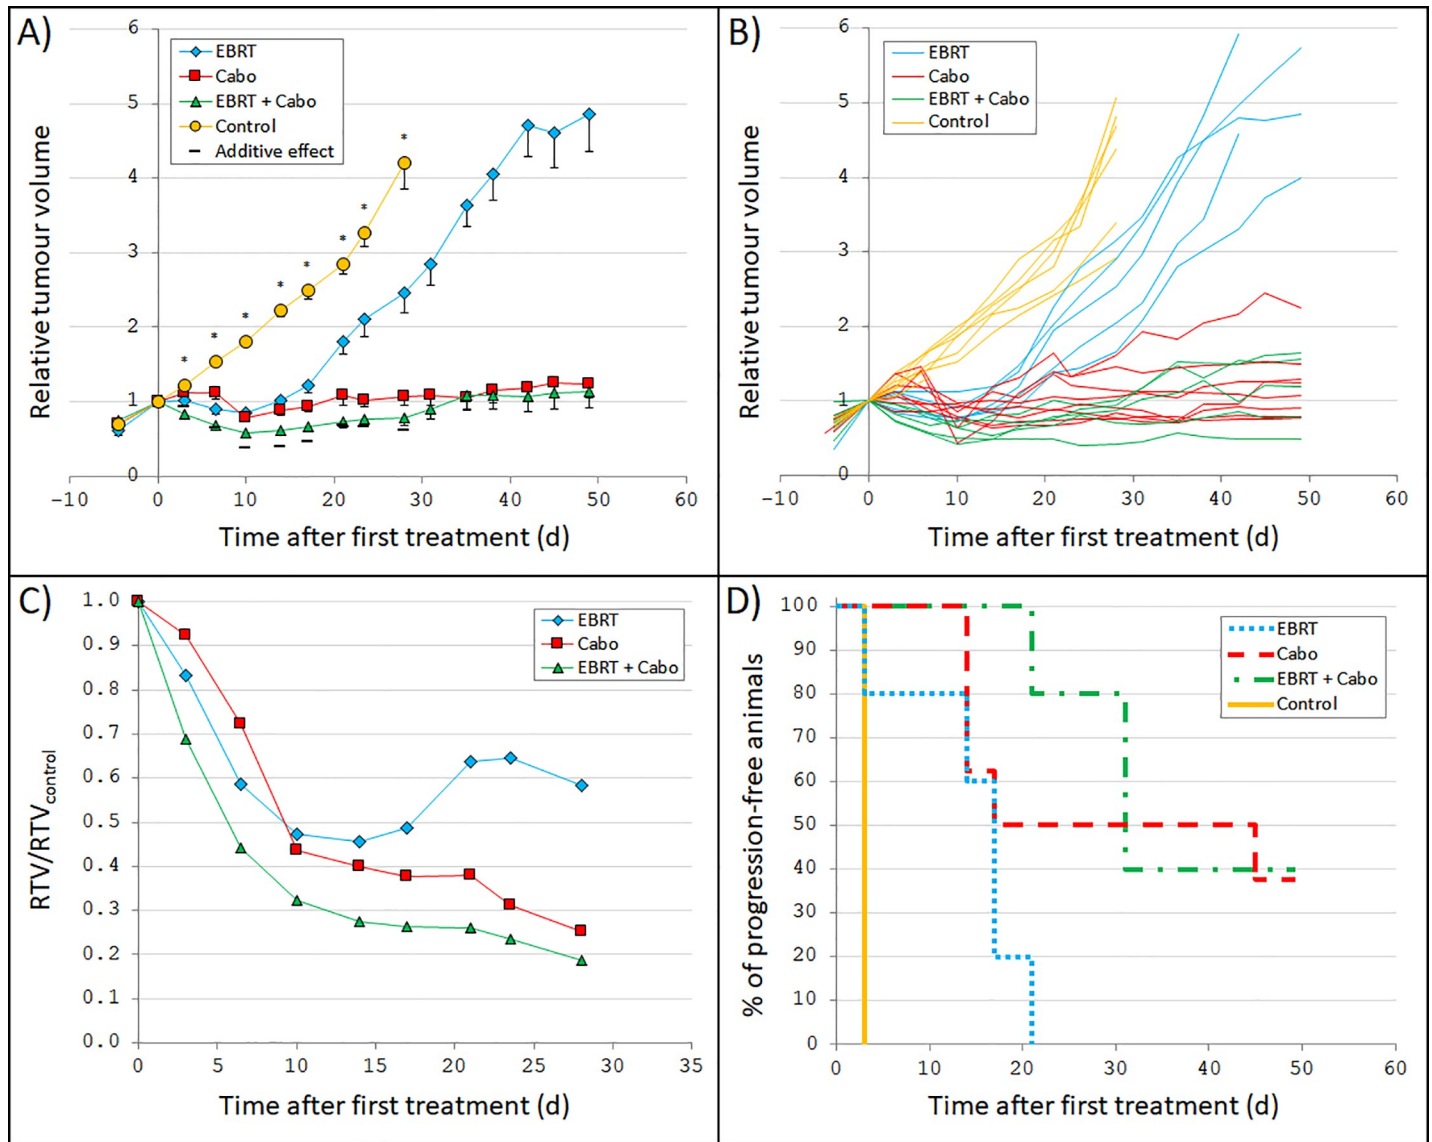 A)
EBRT
Cabo
EBRT + Cabo
Control
Additive effect
Relative tumour volume
6
5
4
3
2
1
0
* * * * * * * * *
−10 0 10 20 30 40 50 60
Time after first treatment (d)
B)
EBRT
Cabo
EBRT + Cabo
Control
Relative tumour volume
6
5
4
3
2
1
0
−10 0 10 20 30 40 50 60
Time after first treatment (d)
C)
EBRT
Cabo
EBRT + Cabo
RTV/RTVcontrol
1.0
0.9
0.8
0.7
0.6
0.5
0.4
0.3
0.2
0.1
0.0
0 5 10 15 20 25 30 35
Time after first treatment (d)
D)
EBRT
Cabo
EBRT + Cabo
Control
% of progression-free animals
100
90
80
70
60
50
40
30
20
10
0
0 10 20 30 40 50 60
Time after first treatment (d)